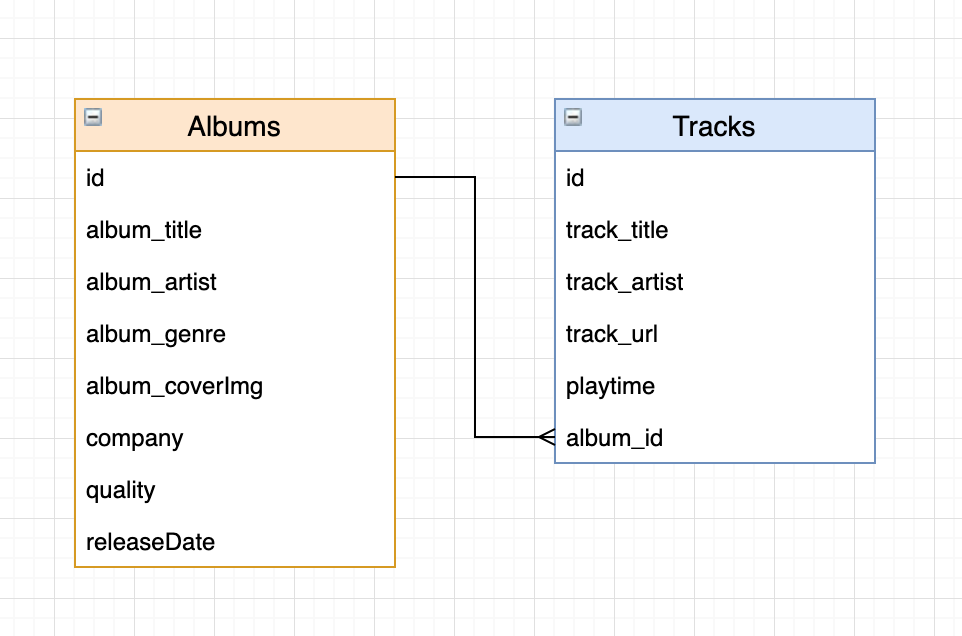 Albums
id
album_title
album_artist
album_genre
album_coverImg
company
quality
releaseDate
Tracks
id
track_title
track_artist
track_url
playtime
album_id